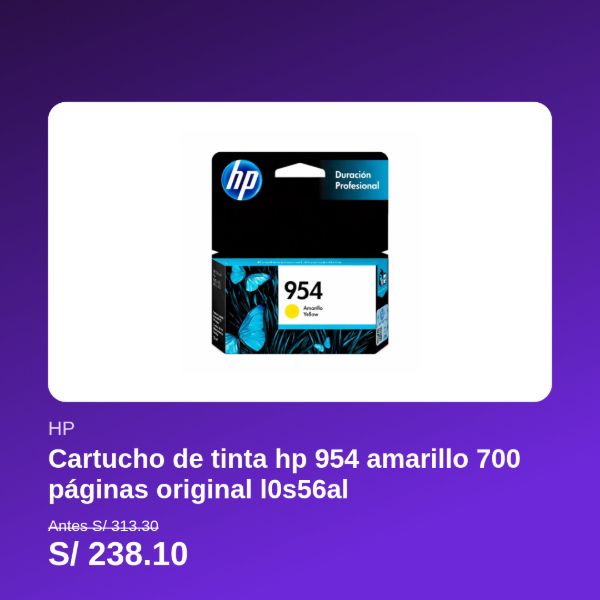 hp
Duración
Profesional
954
Amarillo
Yellow
HP
Cartucho de tinta hp 954 amarillo 700
páginas original l0s56al
Antes S/ 313.30
S/ 238.10